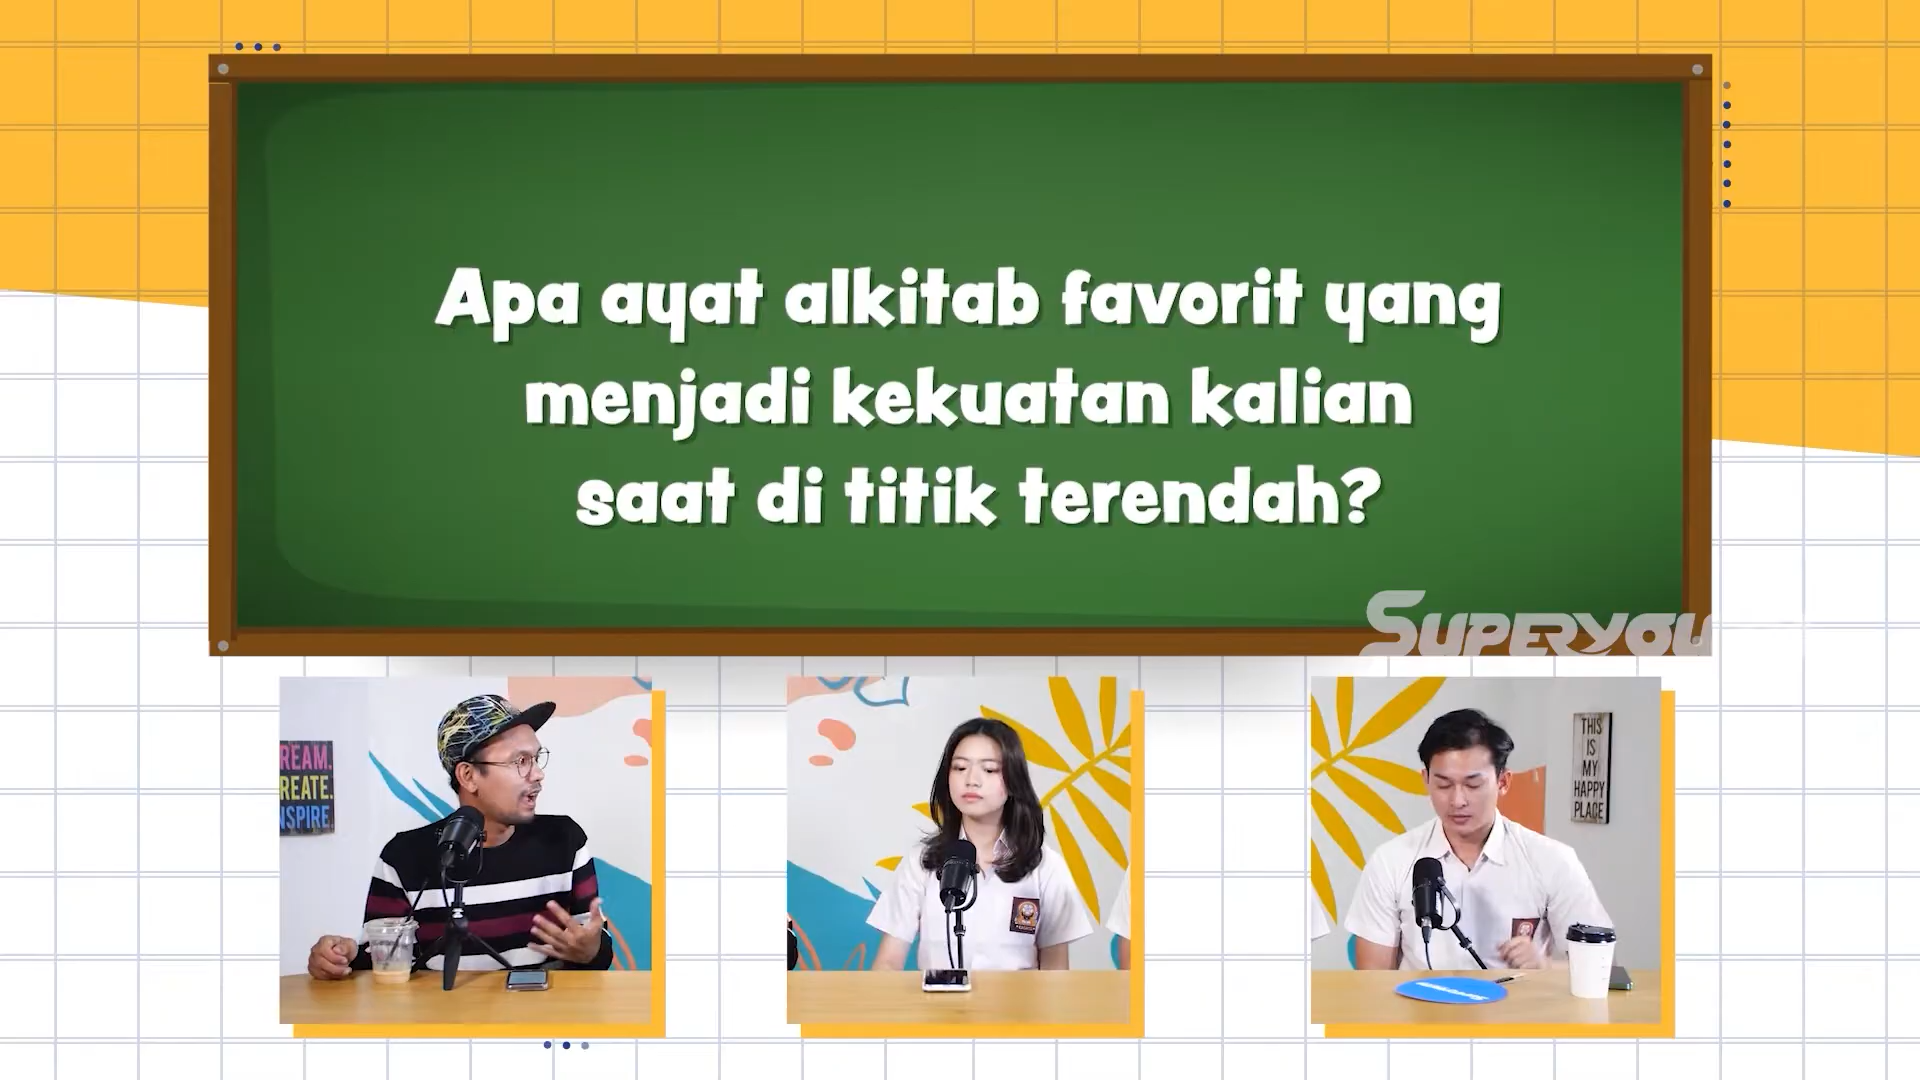 Apa ayat alkitab favorit yang
menjadi kekuatan kalian
saat di titik terendah?
SUPERYOU
REAM.
REATE.
NSPIRE.
THIS
IS
MY
HAPPY
PLACE